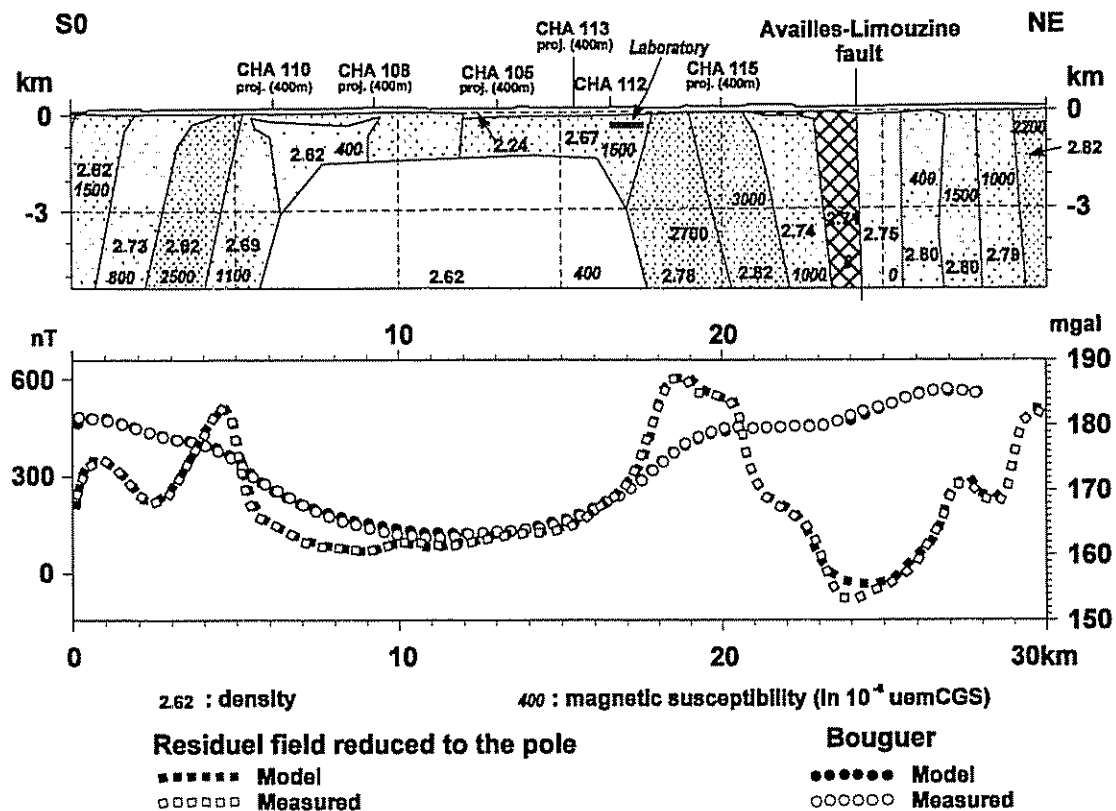 SO
NE
CHA 113
proj. (400m)
Laboratory
Availles-Limouzine
fault
km
CHA 110
proj. (400m)
CHA 108
proj. (400m)
CHA 105
proj. (400m)
CHA 112
CHA 115
proj. (400m)
km
0
0
2.62
1500
2.62
400
2.24
2.67
1500
2200
2.82
400
1500
1000
-3
3000
-3
2.73
2.62
2.69
2700
2.74
2.75
2.80
2.80
2.79
800
2500
1100
2.62
400
2.78
2.82
1000
0
nT
10
20
mgal
600
300
0
190
180
170
160
150
0
10
20
30km
2.62 : density
400 : magnetic susceptibility (in 10 uemCGS)
Residuel field reduced to the pole
Model
Measured
Bouguer
Model
Measured